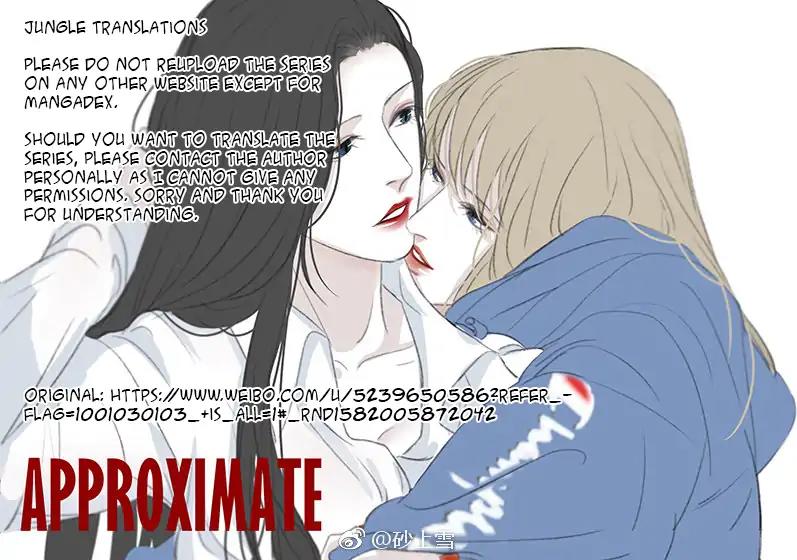 JUNGLE TRANSLATIONS
PLEASE DO NOT REUPLOAD THE SERIES
ON ANY OTHER WEBSITE EXCEPT FOR
MANGADEX.
SHOULD YOU WANT TO TRANSLATE THE
SERIES, PLEASE CONTACT THE AUTHOR
PERSONALLY AS I CANNOT GIVE ANY
PERMISSIONS. SORRY AND THANK YOU
FOR UNDERSTANDING.
ORIGINAL: HTTPS://WWW.WEIBO.COM/U/5239650586?REFER_-
FLAG=1001030103_+IS_ALL=1#_RND1582005872042
Champion
APPROXIMATE
@砂上雪